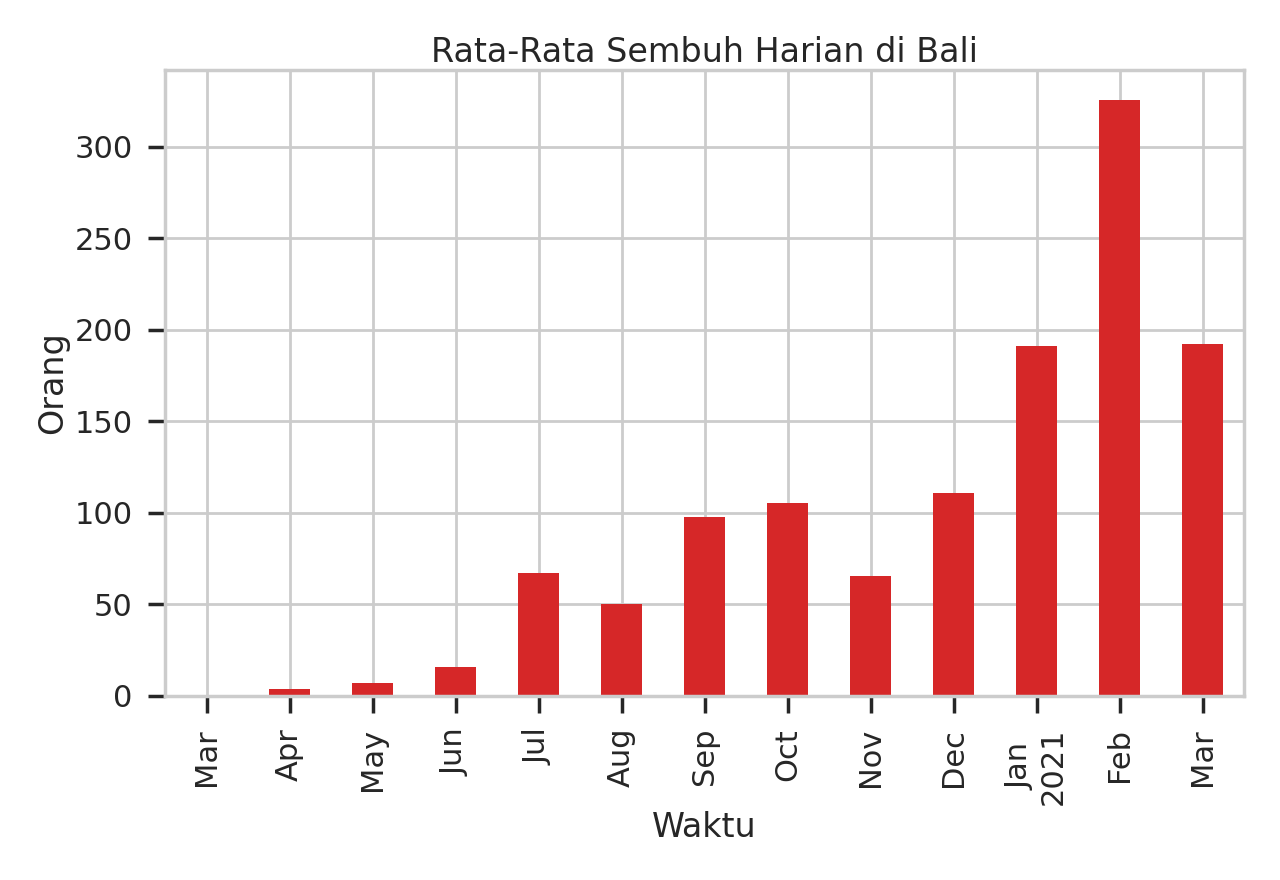 Rata-Rata Sembuh Harian di Bali
Orang
300
250
200
150
100
50
0
Mar
Apr
May
Jun
Jul
Aug
Sep
Oct
Nov
Dec
Jan
2021
Feb
Mar
Waktu